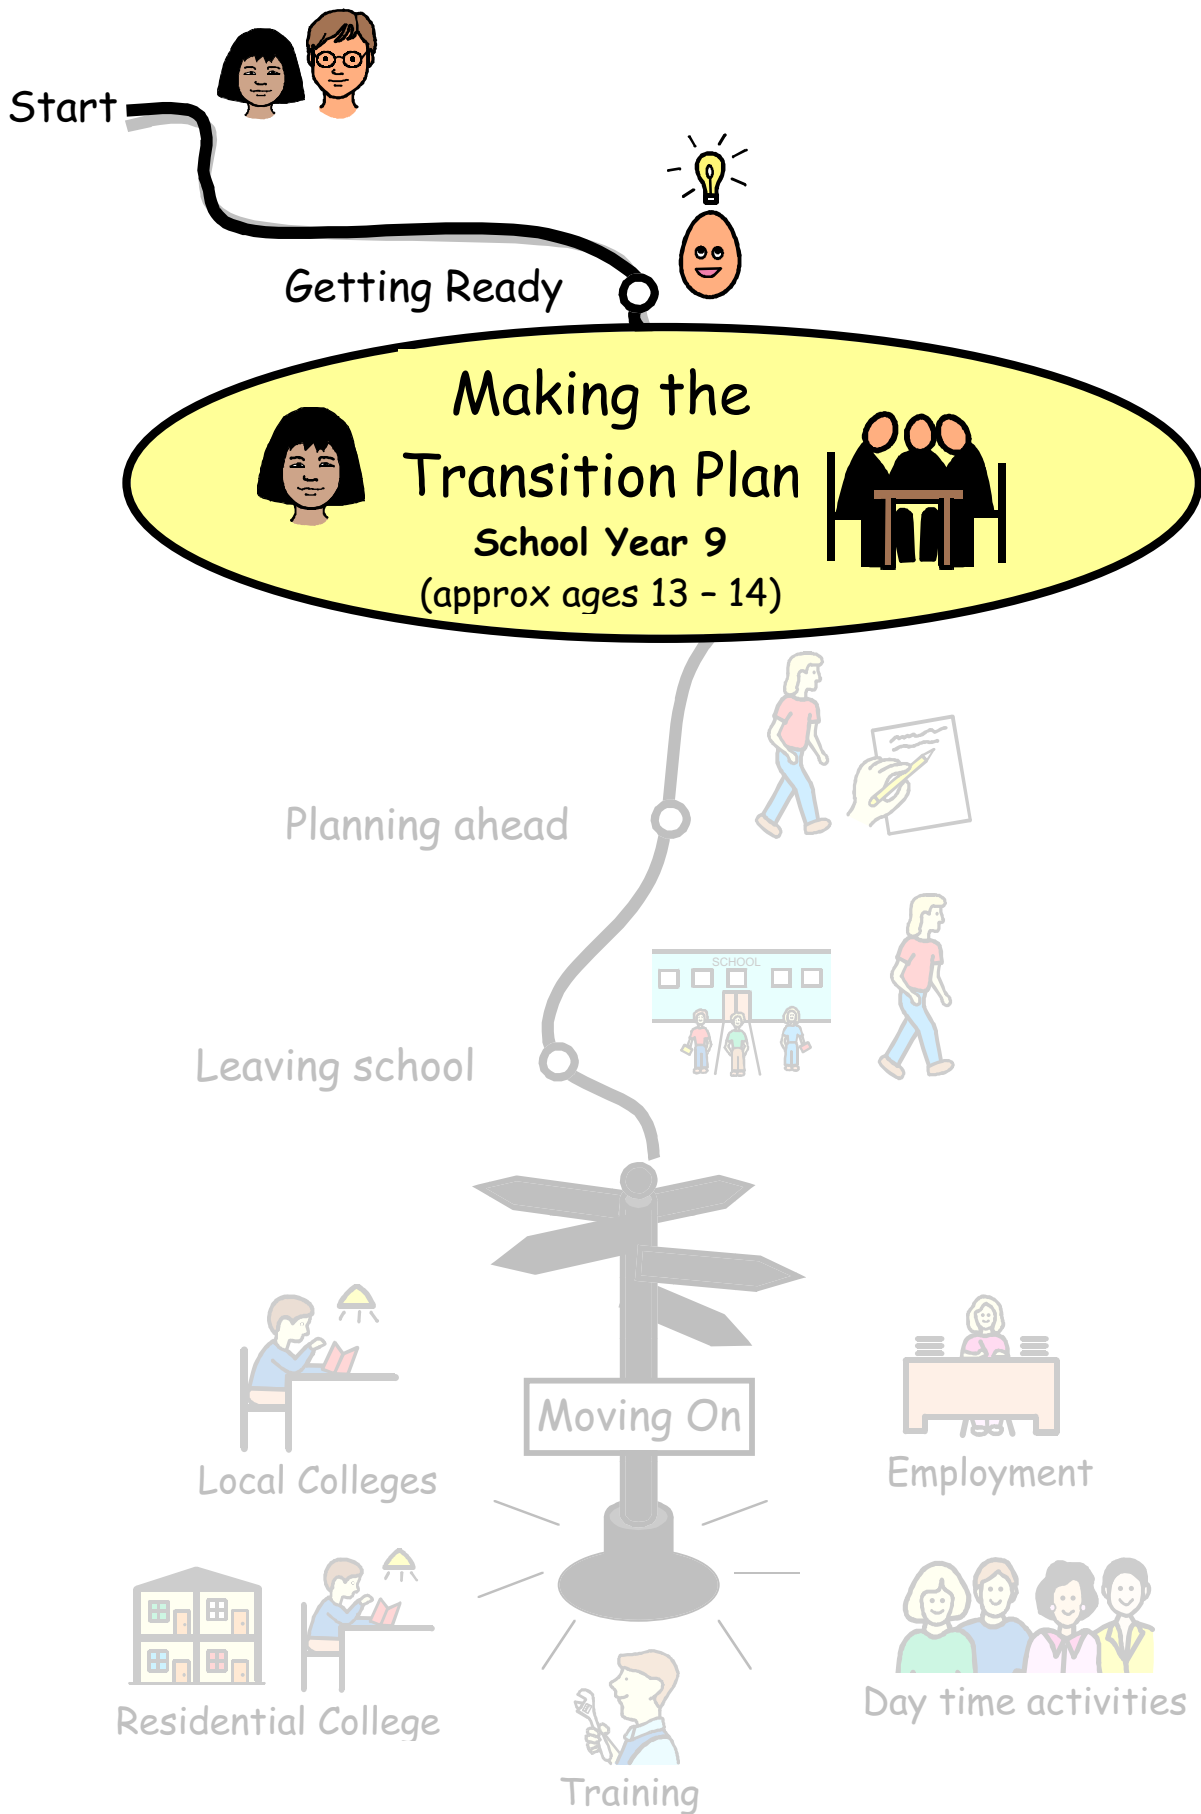 Start
Getting Ready
Making the
Transition Plan
School Year 9
(approx ages 13 – 14)
Planning ahead
SCHOOL
Leaving school
Moving On
Local Colleges
Employment
Residential College
Day time activities
Training